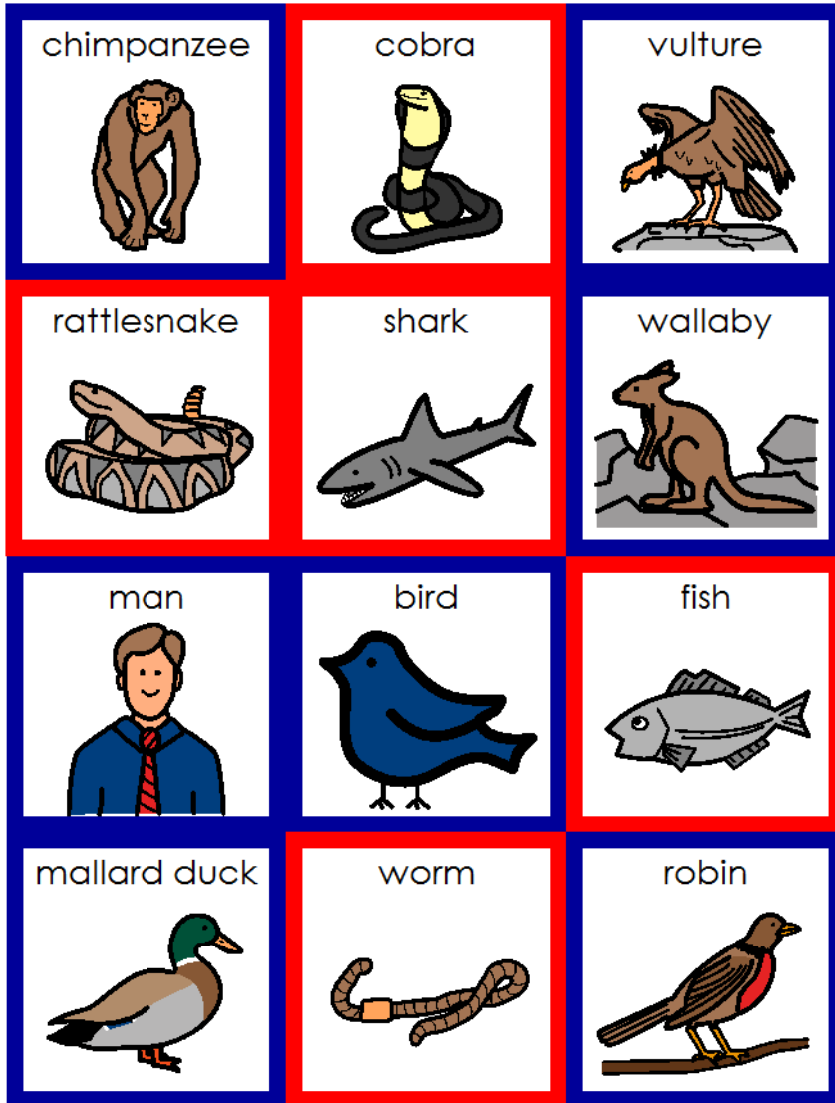 chimpanzee
cobra
vulture
rattlesnake
shark
wallaby
man
bird
fish
mallard duck
worm
robin